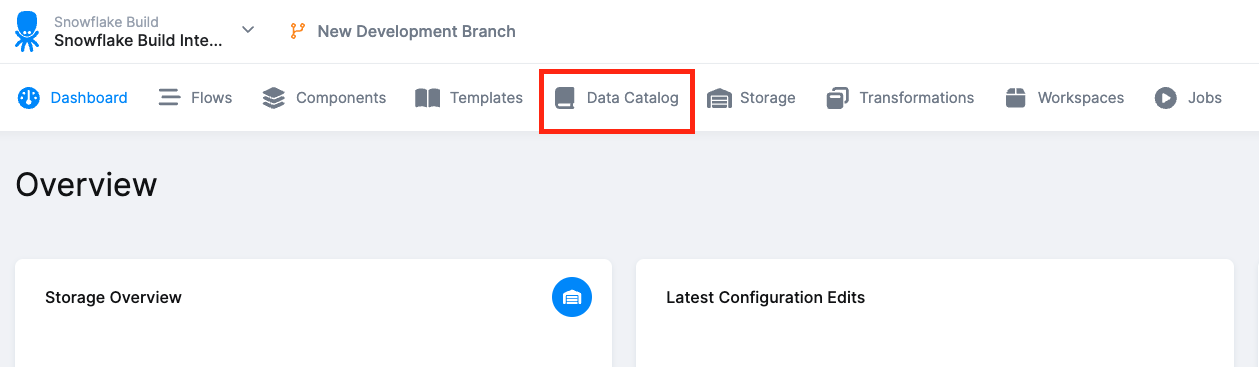 Snowflake Build
Snowflake Build Inte...
New Development Branch
Dashboard Flows Components Templates Data Catalog Storage Transformations Workspaces Jobs
Overview
Storage Overview
Latest Configuration Edits